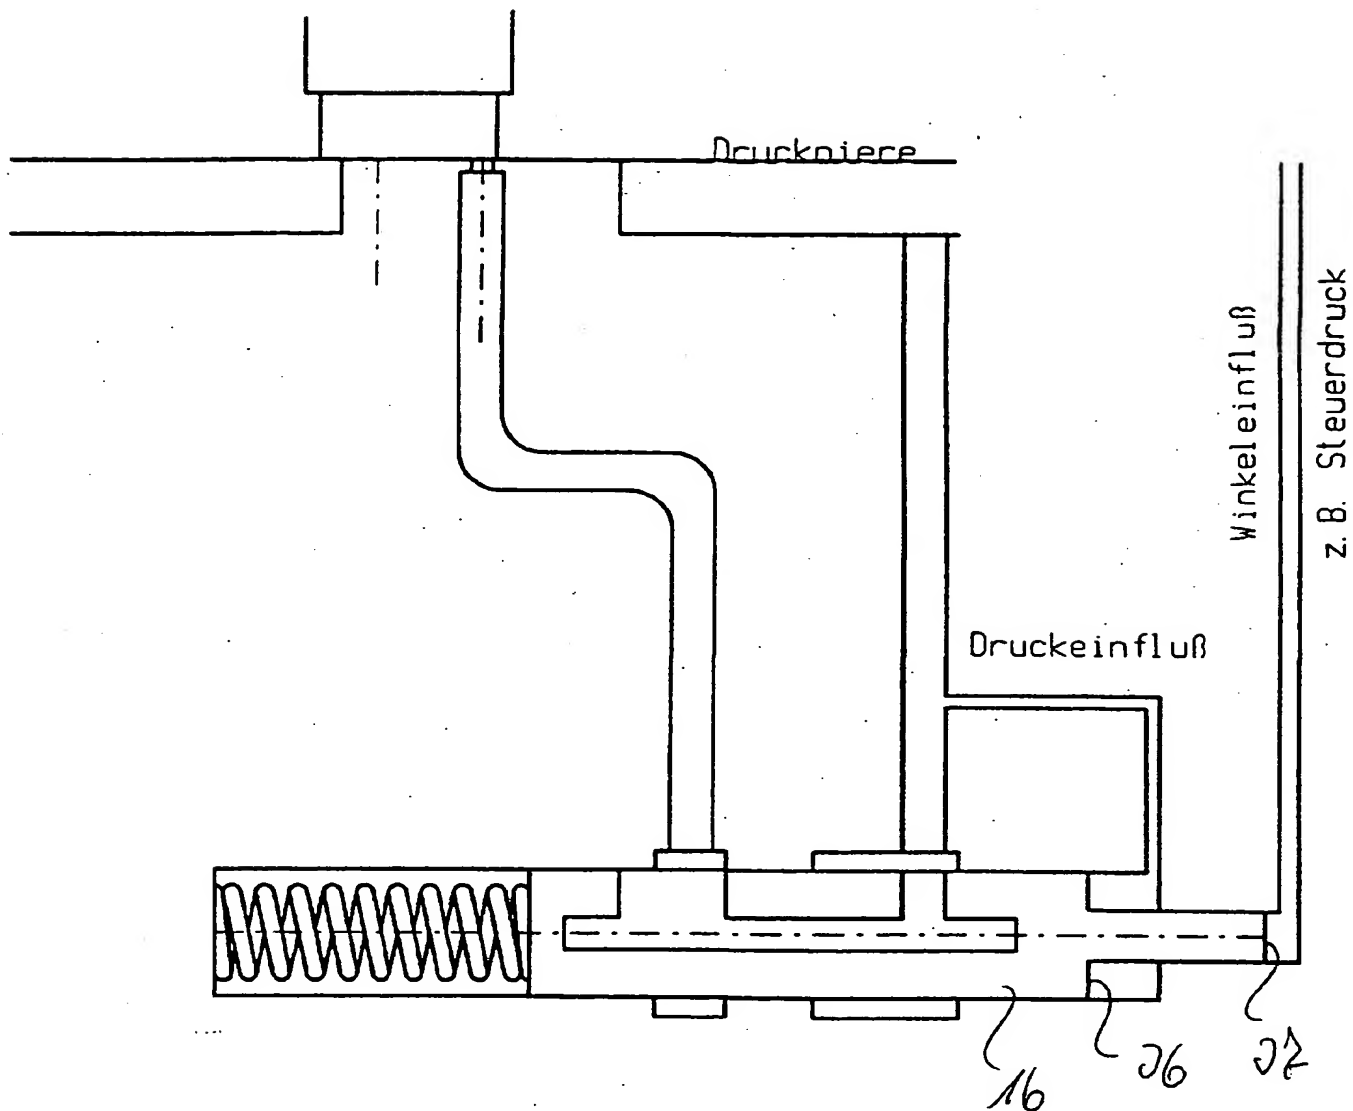 Druckniere
Winkeleinfluß
z. B. Steuerdruck
Druckeinfluß
16
36
37